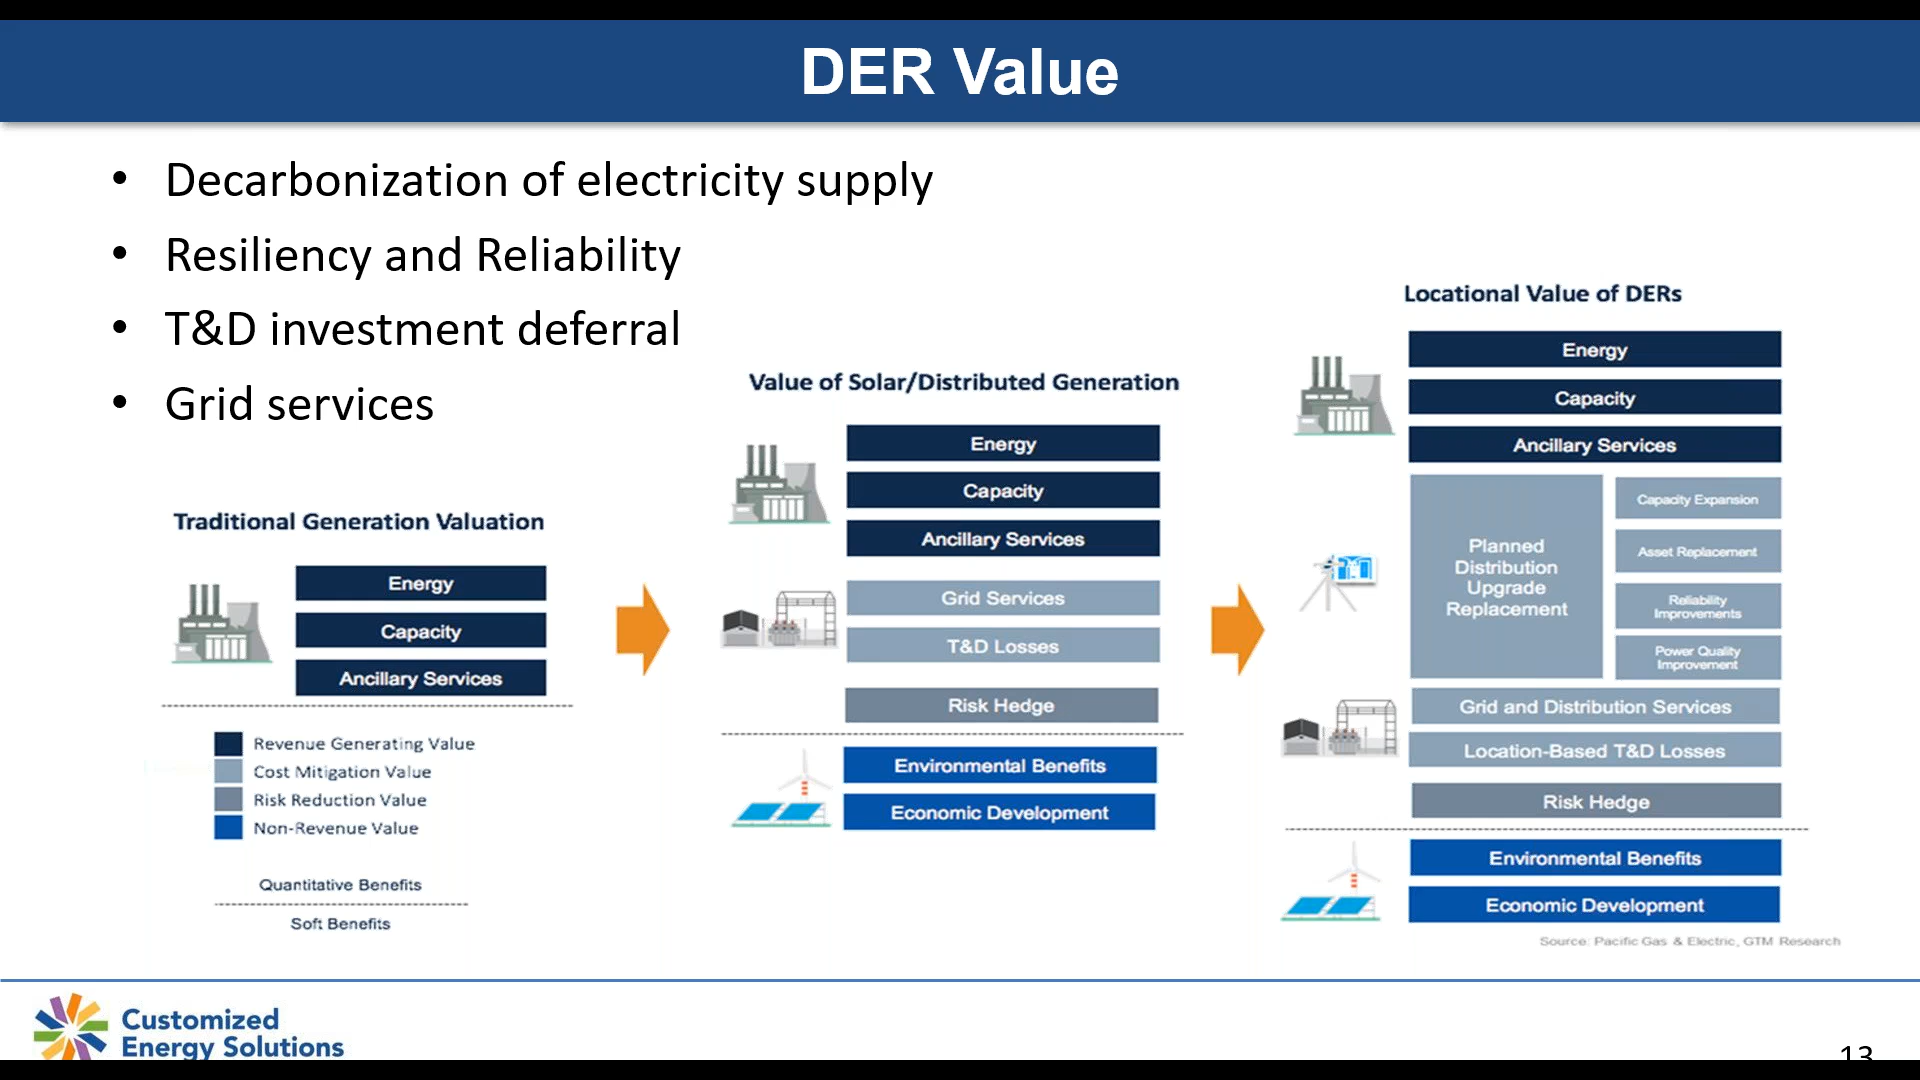 DER Value
• Decarbonization of electricity supply
• Resiliency and Reliability
• T&D investment deferral
• Grid services
Traditional Generation Valuation
Energy
Capacity
Ancillary Services
Revenue Generating Value
Cost Mitigation Value
Risk Reduction Value
Non-Revenue Value
Quantitative Benefits
Soft Benefits
Value of Solar/Distributed Generation
Energy
Capacity
Ancillary Services
Grid Services
T&D Losses
Risk Hedge
Environmental Benefits
Economic Development
Locational Value of DERs
Energy
Capacity
Ancillary Services
Planned
Distribution
Upgrade
Replacement
Capacity Expansion
Asset Replacement
Reliability
Improvements
Power Quality
Improvement
Grid and Distribution Services
Location-Based T&D Losses
Risk Hedge
Environmental Benefits
Economic Development
Source: Pacific Gas & Electric, GTM Research
Customized
Energy Solutions
13